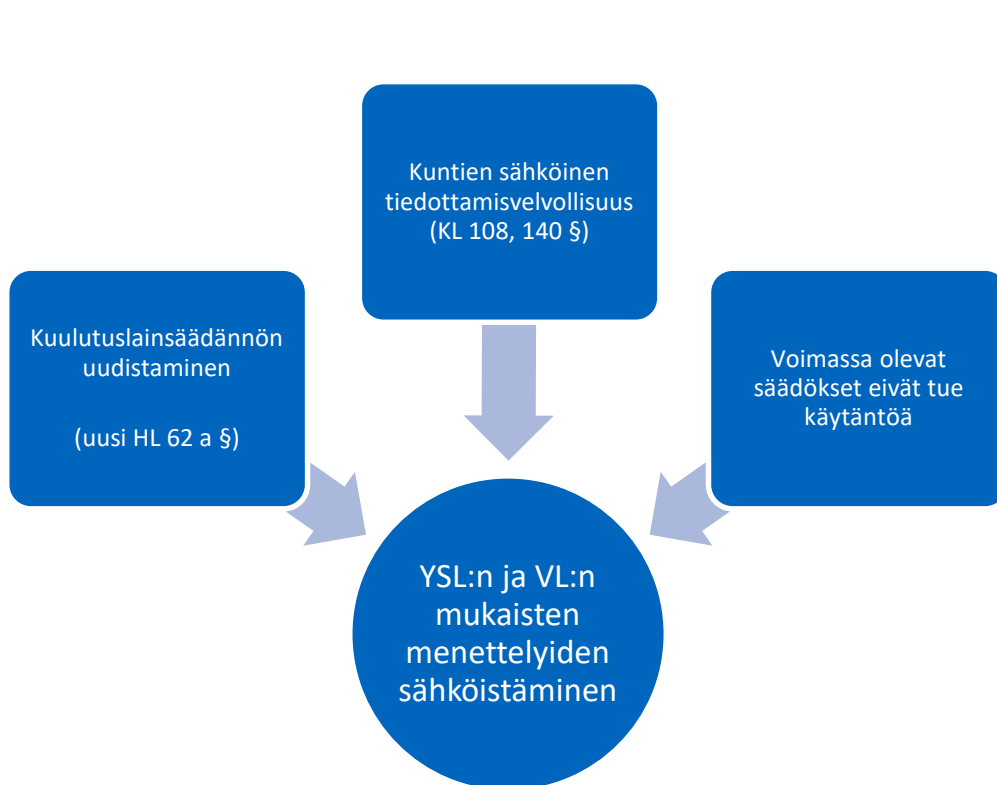 Kuntien sähköinen
tiedottamisvelvollisuus
(KL 108, 140 §)
Kuulutuslainsäädännön
uudistaminen
(uusi HL 62 a §)
Voimassa olevat
säädökset eivät tue
käytäntöä
YSL:n ja VL:n
mukaisten
menettelyiden
sähköistäminen